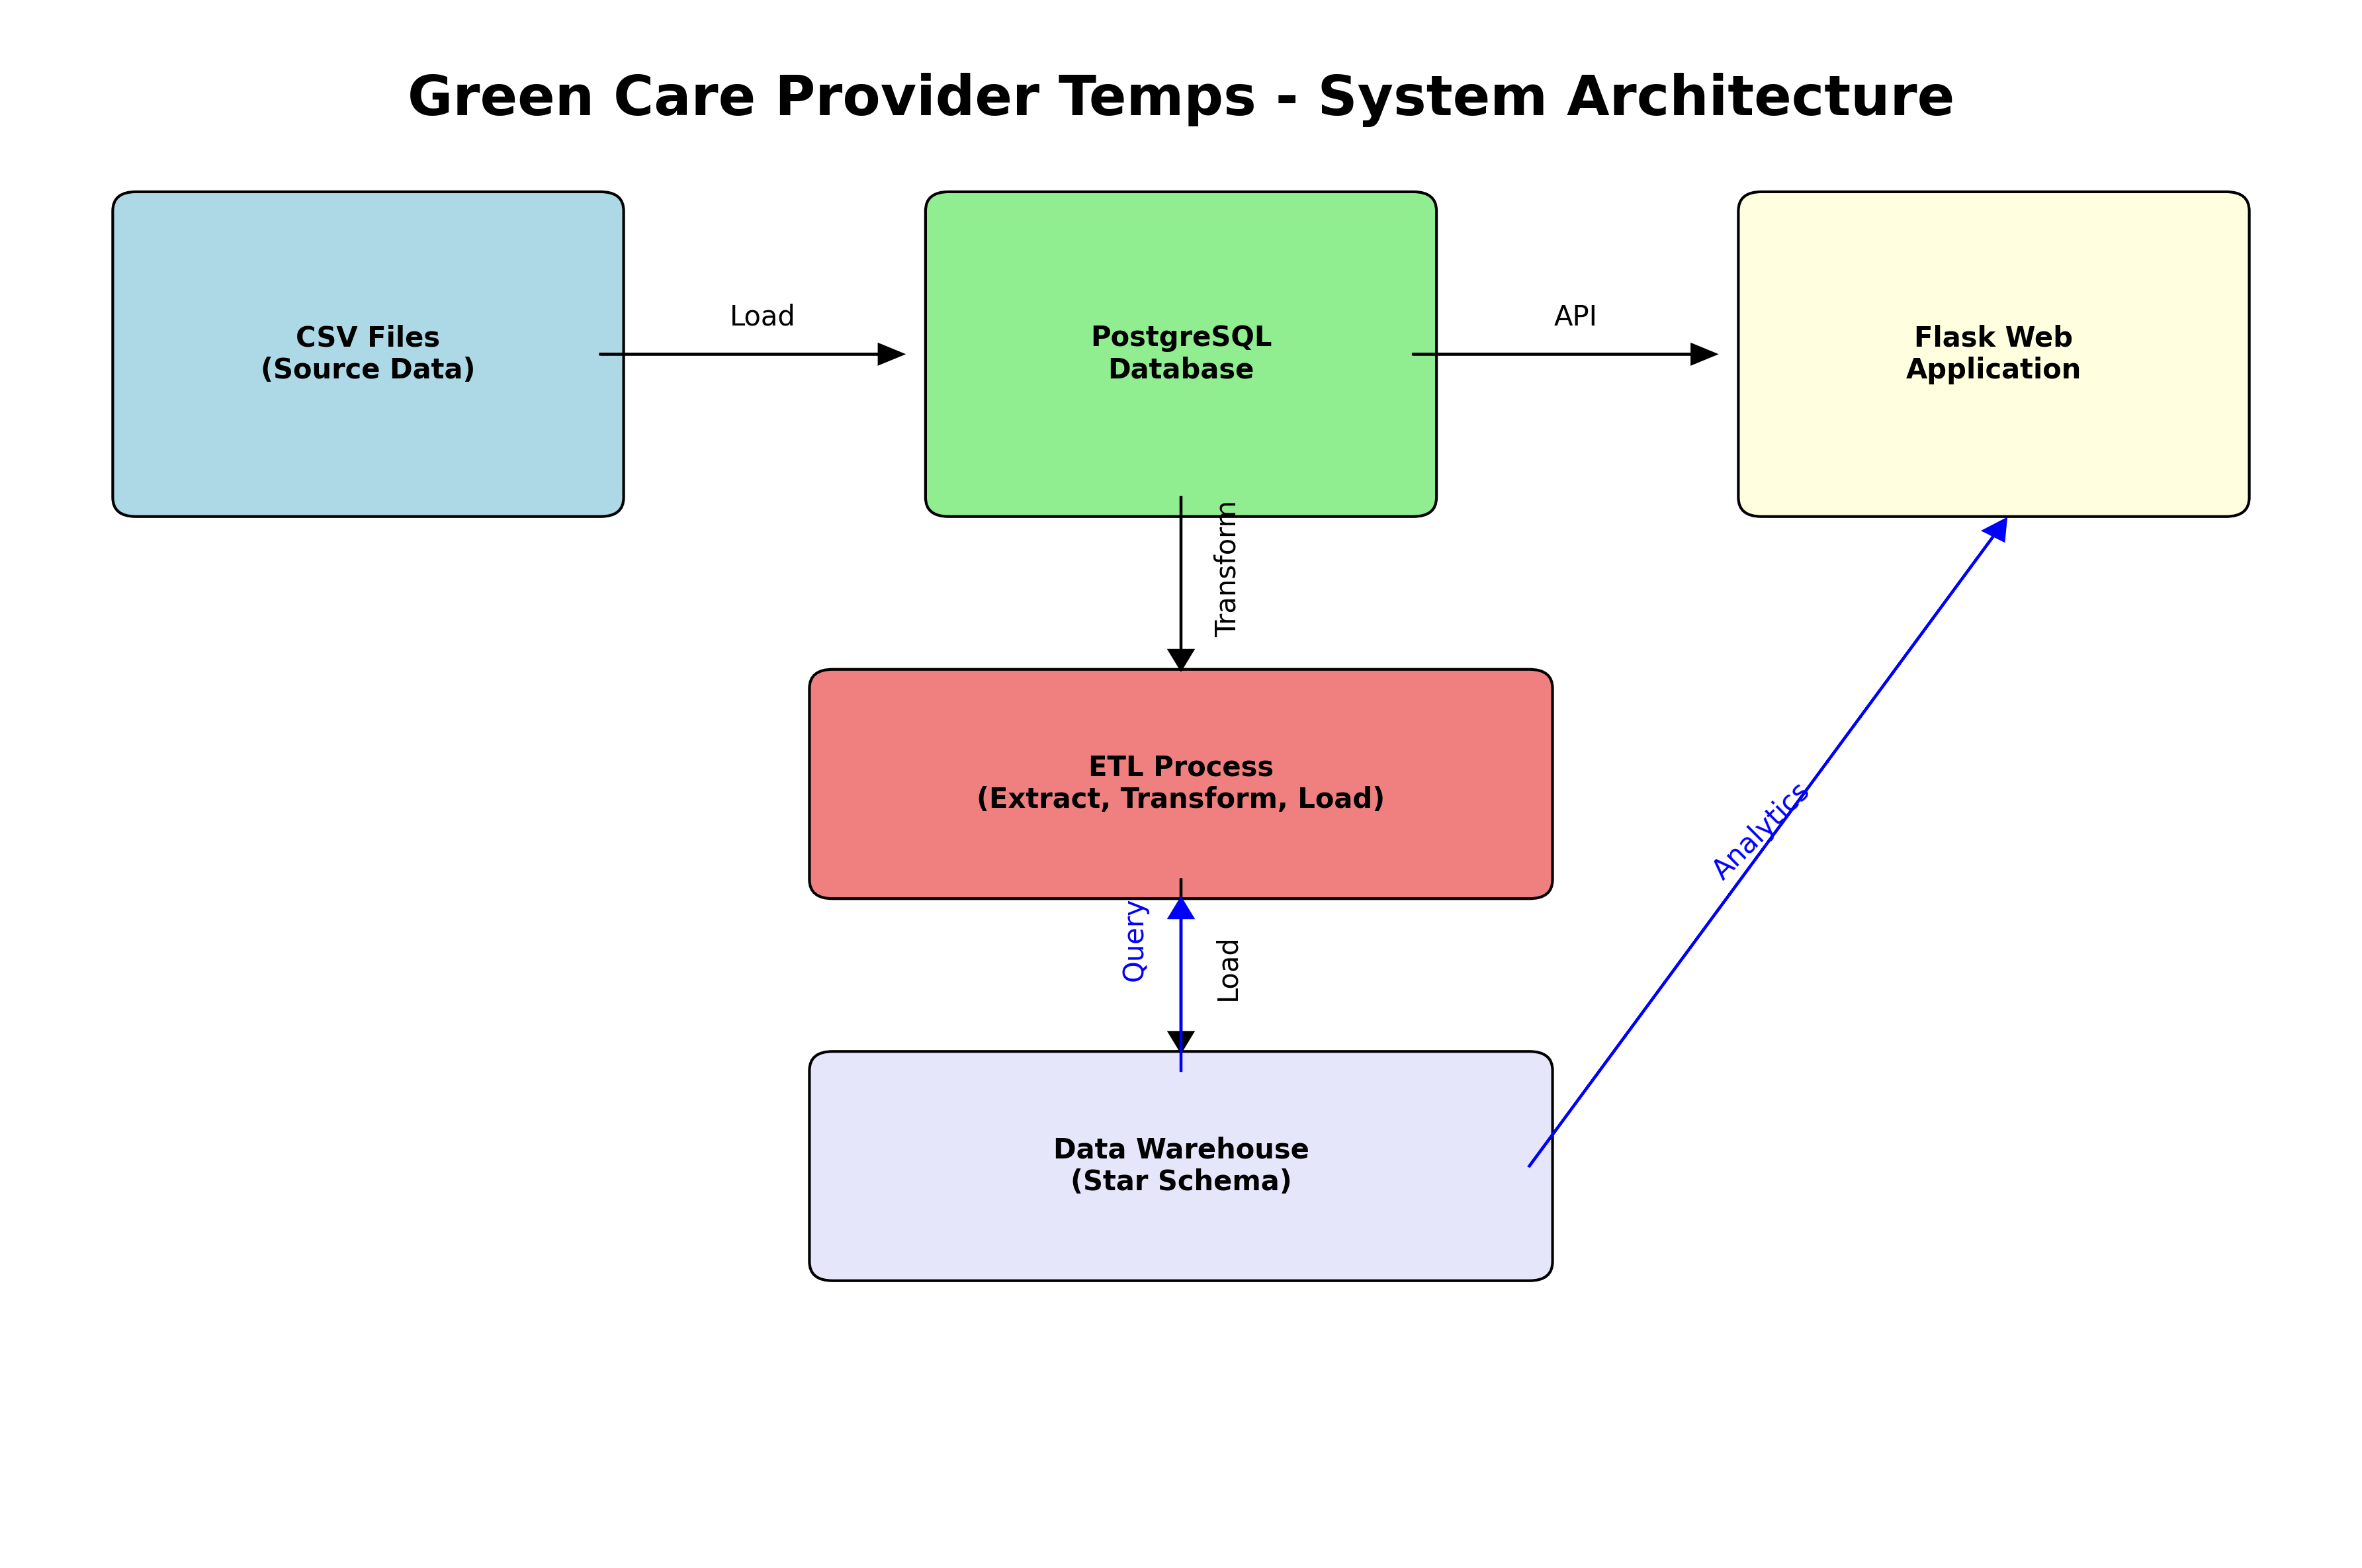 Green Care Provider Temps - System Architecture
CSV Files
(Source Data)
Load
PostgreSQL
Database
API
Flask Web
Application
Transform
ETL Process
(Extract, Transform, Load)
Query
Load
Analytics
Data Warehouse
(Star Schema)